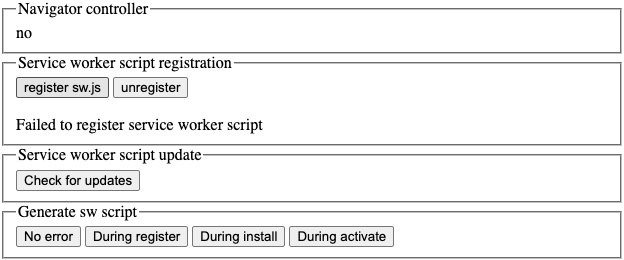 Navigator controller
no
Service worker script registration
register sw.js unregister
Failed to register service worker script
Service worker script update
Check for updates
Generate sw script
No error During register During install During activate